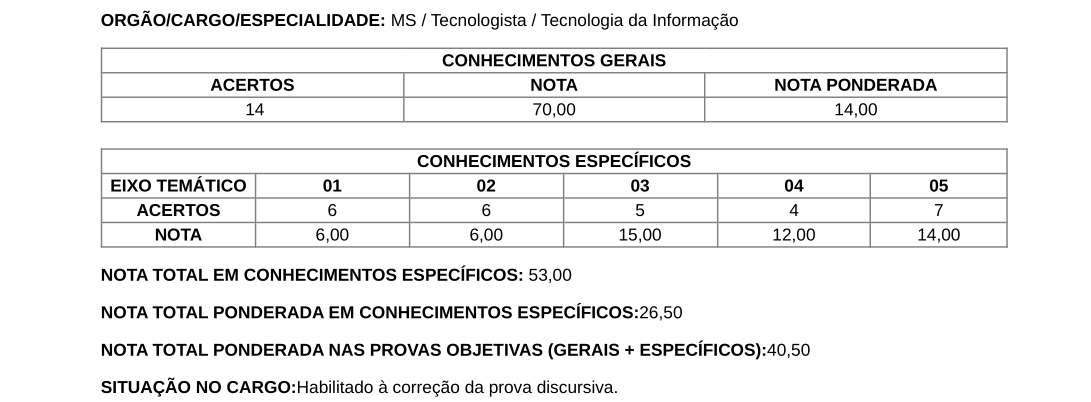 ORGÃO/CARGO/ESPECIALIDADE: MS / Tecnologista / Tecnologia da Informação
CONHECIMENTOS GERAIS
ACERTOS NOTA NOTA PONDERADA
14 70,00 14,00
CONHECIMENTOS ESPECÍFICOS
EIXO TEMÁTICO 01 02 03 04 05
ACERTOS 6 6 5 4 7
NOTA 6,00 6,00 15,00 12,00 14,00
NOTA TOTAL EM CONHECIMENTOS ESPECÍFICOS: 53,00
NOTA TOTAL PONDERADA EM CONHECIMENTOS ESPECÍFICOS:26,50
NOTA TOTAL PONDERADA NAS PROVAS OBJETIVAS (GERAIS + ESPECÍFICOS):40,50
SITUAÇÃO NO CARGO:Habilitado à correção da prova discursiva.